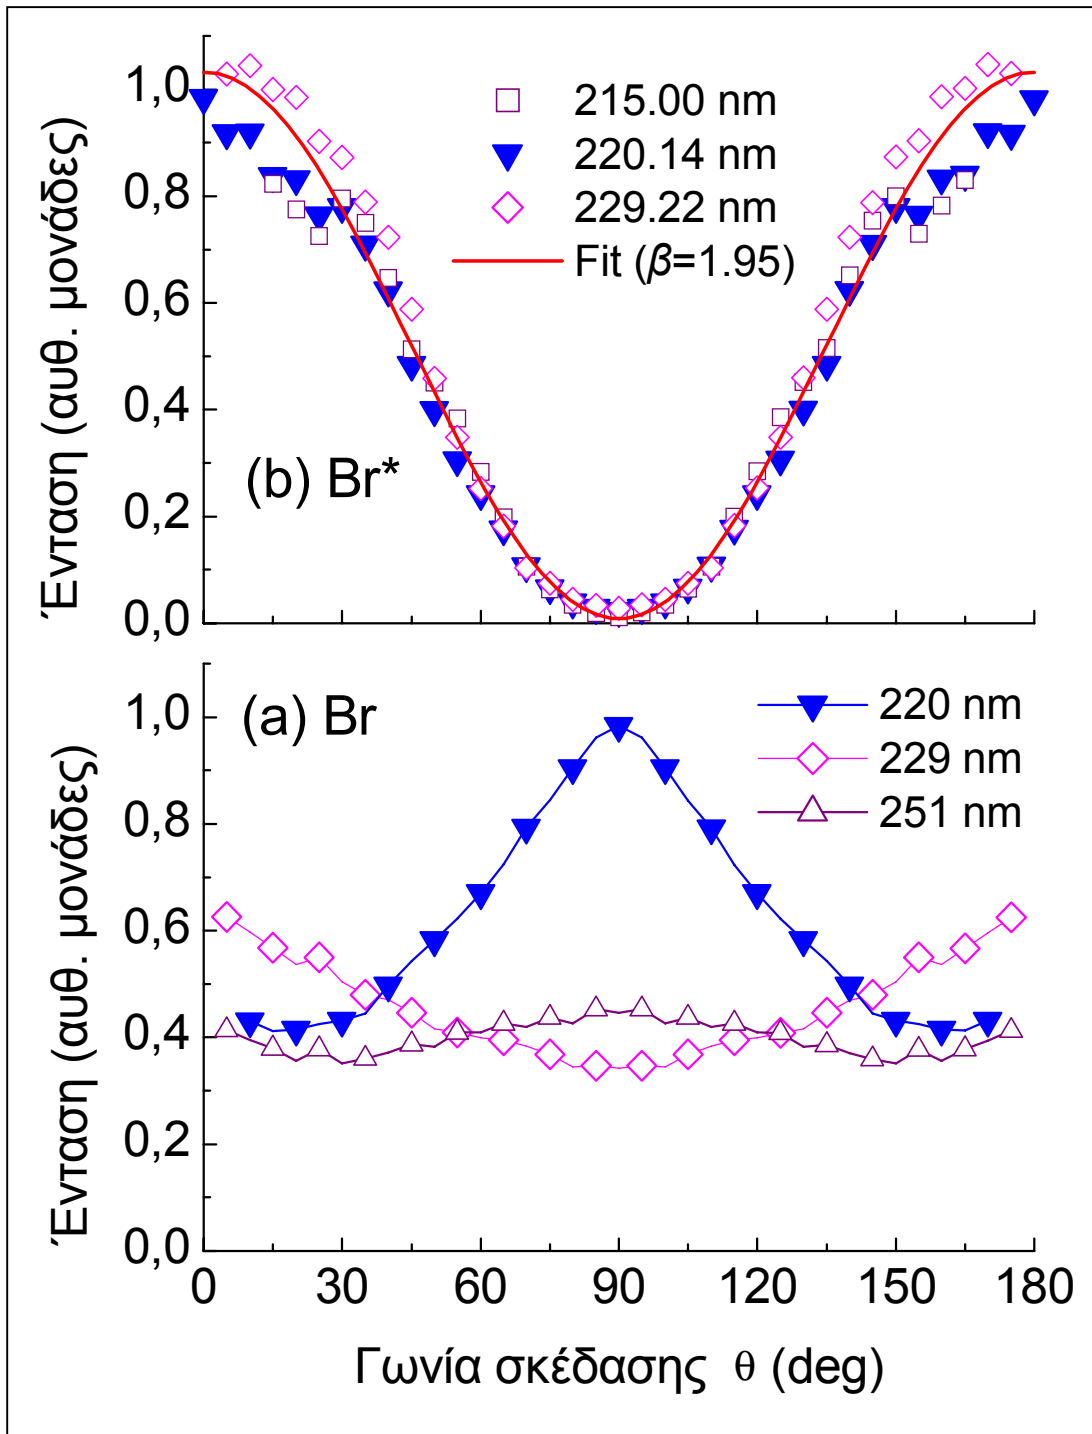 Ένταση (αυθ. μονάδες)
1,0
0,8
0,6
0,4
0,2
0,0
215.00 nm
220.14 nm
229.22 nm
Fit (β=1.95)
(b) Br*
Ένταση (αυθ. μονάδες)
1,0
0,8
0,6
0,4
0,2
0,0
(a) Br
220 nm
229 nm
251 nm
0 30 60 90 120 150 180
Γωνία σκέδασης θ (deg)